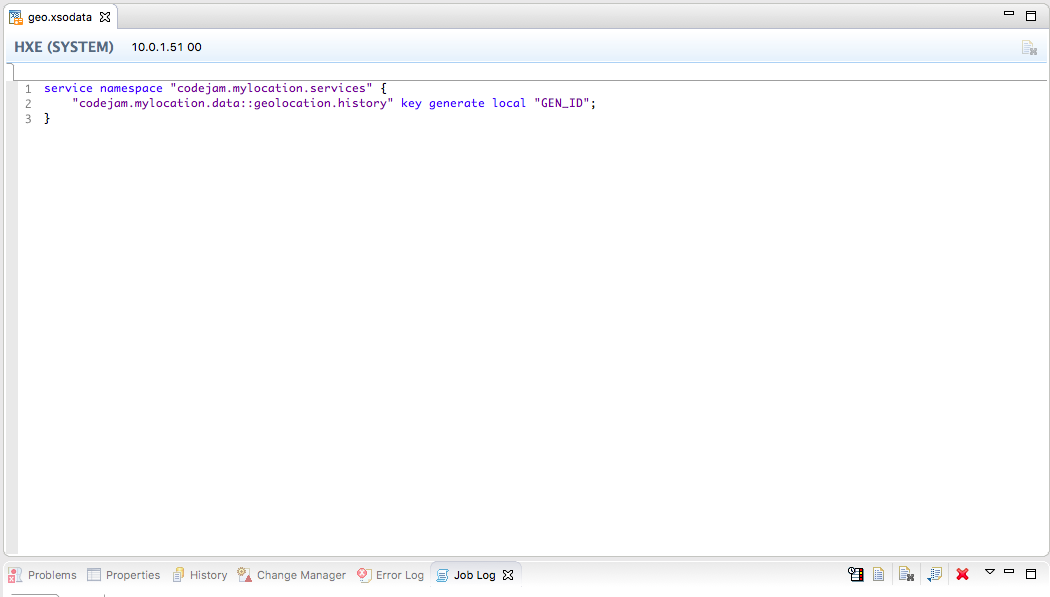 geo.xsodata
HXE (SYSTEM) 10.0.1.51 00
1 service namespace "codejam.mylocation.services" {
2 "codejam.mylocation.data::geolocation.history" key generate local "GEN_ID";
3 }
Problems Properties History Change Manager Error Log Job Log